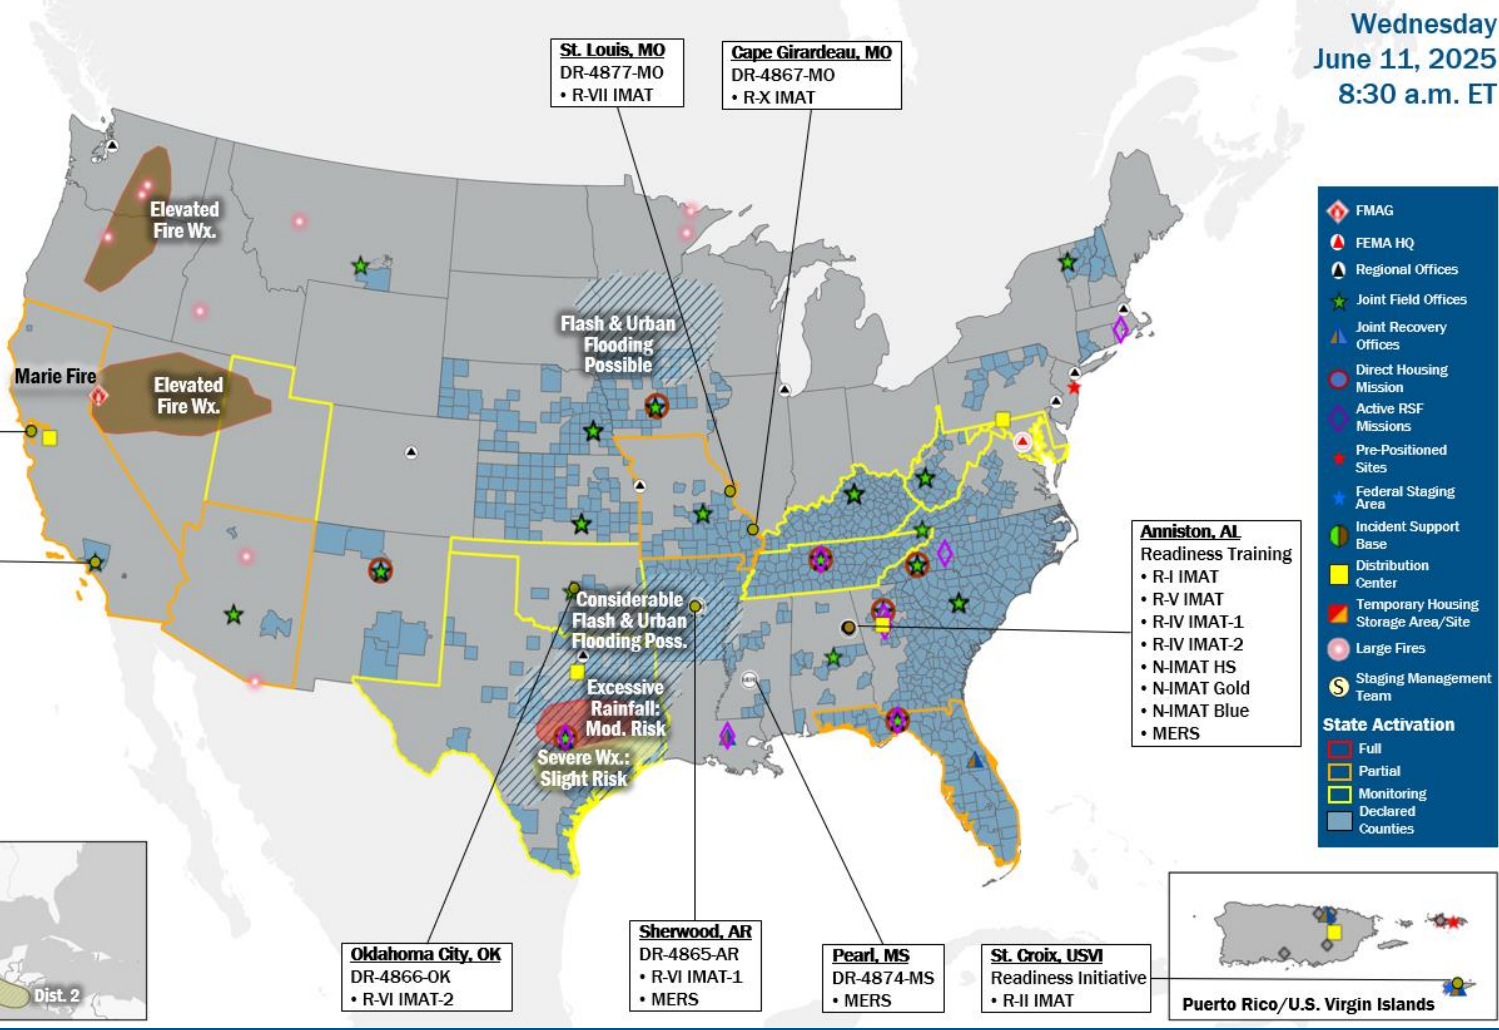 Wednesday
June 11, 2025
8:30 a.m. ET
St. Louis, MO
DR-4877-MO
• R-VII IMAT
Cape Girardeau, MO
DR-4867-MO
• R-X IMAT
Elevated
Fire Wx.
Flash & Urban
Flooding
Possible
Marie Fire
Elevated
Fire Wx.
Considerable
Flash & Urban
Flooding Poss.
Excessive
Rainfall:
Mod. Risk
Severe Wx.:
Slight Risk
MERS
Anniston, AL
Readiness Training
• R-I IMAT
• R-V IMAT
• R-IV IMAT-1
• R-IV IMAT-2
• N-IMAT HS
• N-IMAT Gold
• N-IMAT Blue
• MERS
FMAG
FEMA HQ
Regional Offices
Joint Field Offices
Joint Recovery
Offices
Direct Housing
Mission
Active RSF
Missions
Pre-Positioned
Sites
Federal Staging
Area
Incident Support
Base
Distribution
Center
Temporary Housing
Storage Area/Site
Large Fires
S
Staging Management
Team
State Activation
Full
Partial
Monitoring
Declared
Counties
Dist. 2
Oklahoma City, OK
DR-4866-OK
• R-VI IMAT-2
Sherwood, AR
DR-4865-AR
• R-VI IMAT-1
• MERS
Pearl, MS
DR-4874-MS
• MERS
St. Croix, USVI
Readiness Initiative
• R-II IMAT
Puerto Rico/U.S. Virgin Islands